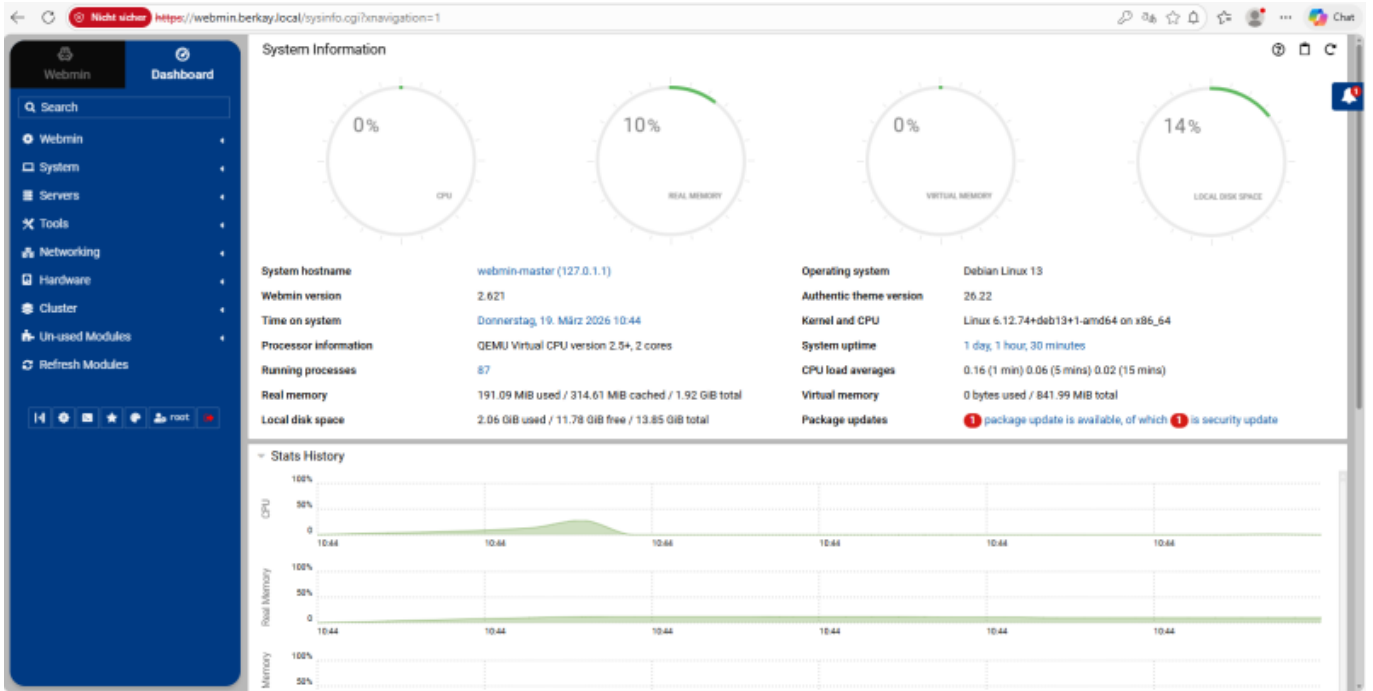 Nicht sicher https://webmin.berkay.local/sysinfo.cgi?xnavigation=1 Chat
Webmin
Dashboard
Search
Webmin
System
Servers
Tools
Networking
Hardware
Cluster
Un-used Modules
Refresh Modules
root
System Information
0% CPU
10% REAL MEMORY
0% VIRTUAL MEMORY
14% LOCAL DISK SPACE
1
System hostname webmin-master (127.0.1.1) Operating system Debian Linux 13
Webmin version 2.621 Authentic theme version 26.22
Time on system Donnerstag, 19. März 2026 10:44 Kernel and CPU Linux 6.12.74+deb13+1-amd64 on x86_64
Processor information QEMU Virtual CPU version 2.5+, 2 cores System uptime 1 day, 1 hour, 30 minutes
Running processes 87 CPU load averages 0.16 (1 min) 0.06 (5 mins) 0.02 (15 mins)
Real memory 191.09 MiB used / 314.61 MiB cached / 1.92 GiB total Virtual memory 0 bytes used / 841.99 MiB total
Local disk space 2.06 GiB used / 11.78 GiB free / 13.85 GiB total Package updates 1 package update is available, of which 1 is security update
Stats History
CPU
100%
50%
0
10:44 10:44 10:44 10:44 10:44 10:44
Real Memory
100%
50%
0
10:44 10:44 10:44 10:44 10:44 10:44
Memory
100%
50%